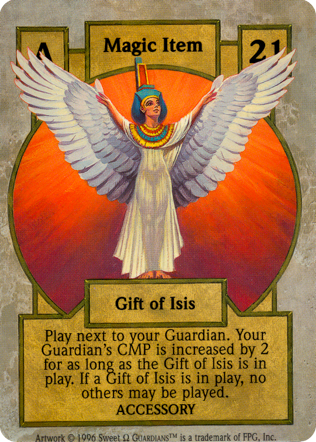 A
Magic Item
21
Gift of Isis
Play next to your Guardian. Your
Guardian's CMP is increased by 2
for as long as the Gift of Isis is in
play. If a Gift of Isis is in play, no
others may be played.
ACCESSORY
Artwork © 1996 Sweet Ω GUARDIANS™ is a trademark of FPG, Inc.